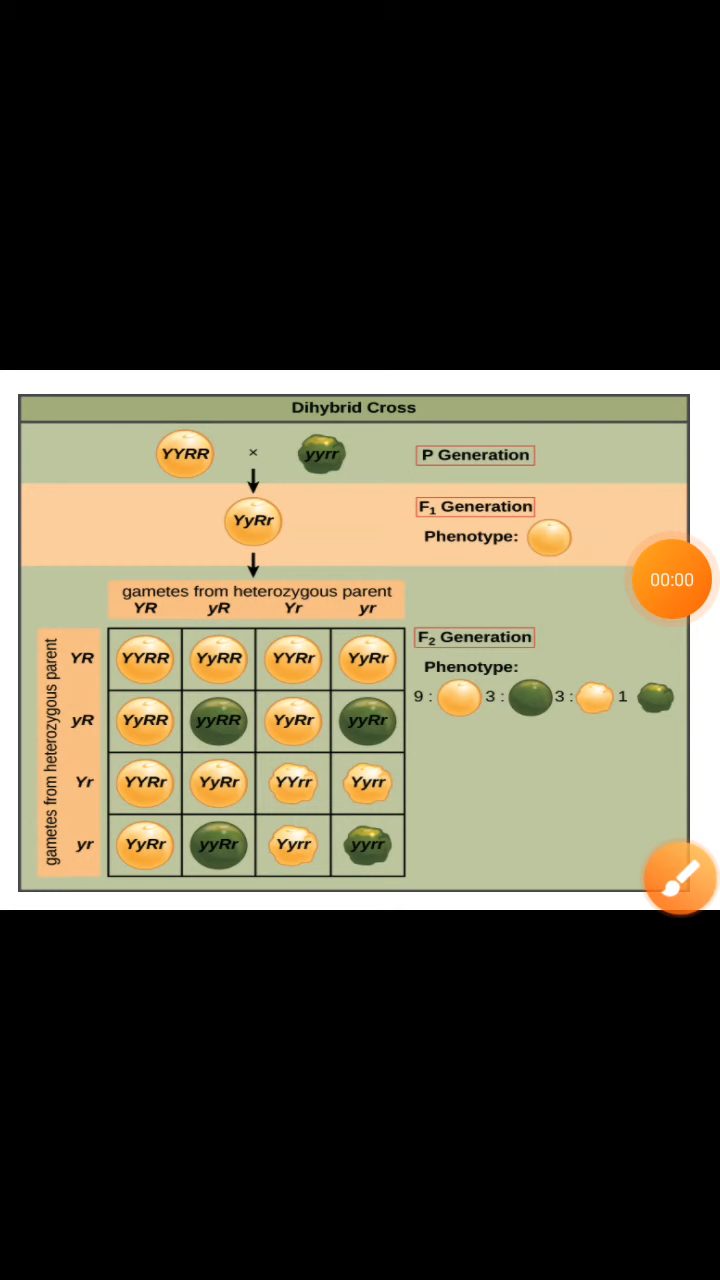 Dihybrid Cross
YYRR × yyrr P Generation
YyRr
F₁ Generation
Phenotype:
00:00
gametes from heterozygous parent
YR yR Yr yr
gametes from heterozygous parent
YR YYRR YyRR YYRr YyRr
yR YyRR yyRR YyRr yyRr
Yr YYRr YyRr YYrr Yyrr
yr YyRr yyRr Yyrr yyrr
F₂ Generation
Phenotype:
9 : 3 : 3 : 1